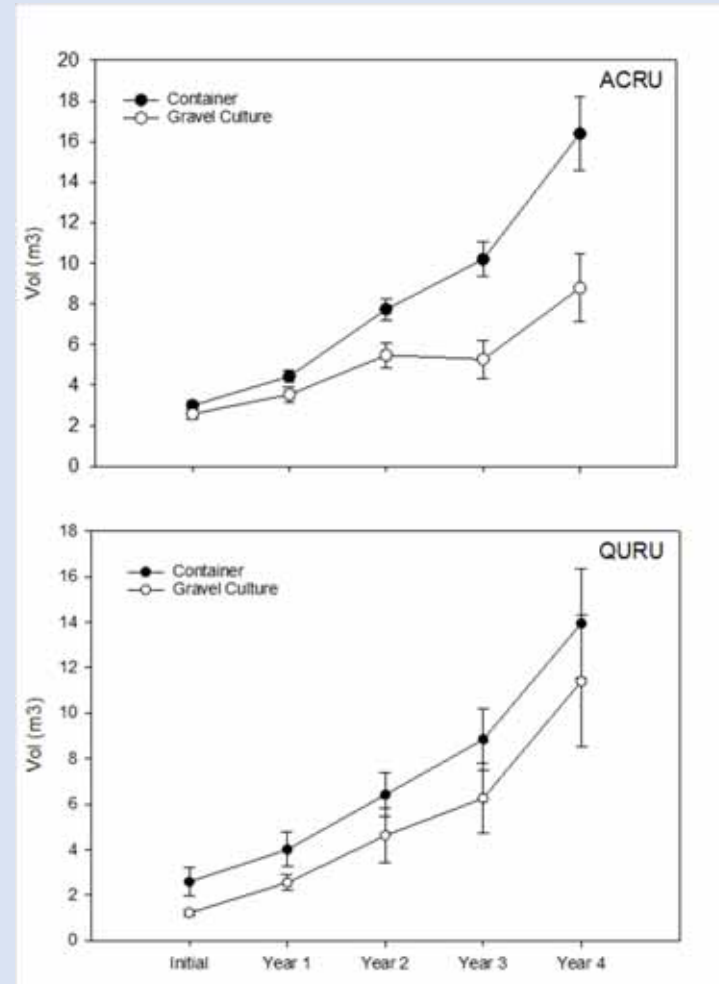 ACRU
Container
Gravel Culture
20
18
16
14
12
10
8
6
4
2
0
Vol (m3)
QURU
Container
Gravel Culture
18
16
14
12
10
8
6
4
2
0
Vol (m3)
Initial Year 1 Year 2 Year 3 Year 4